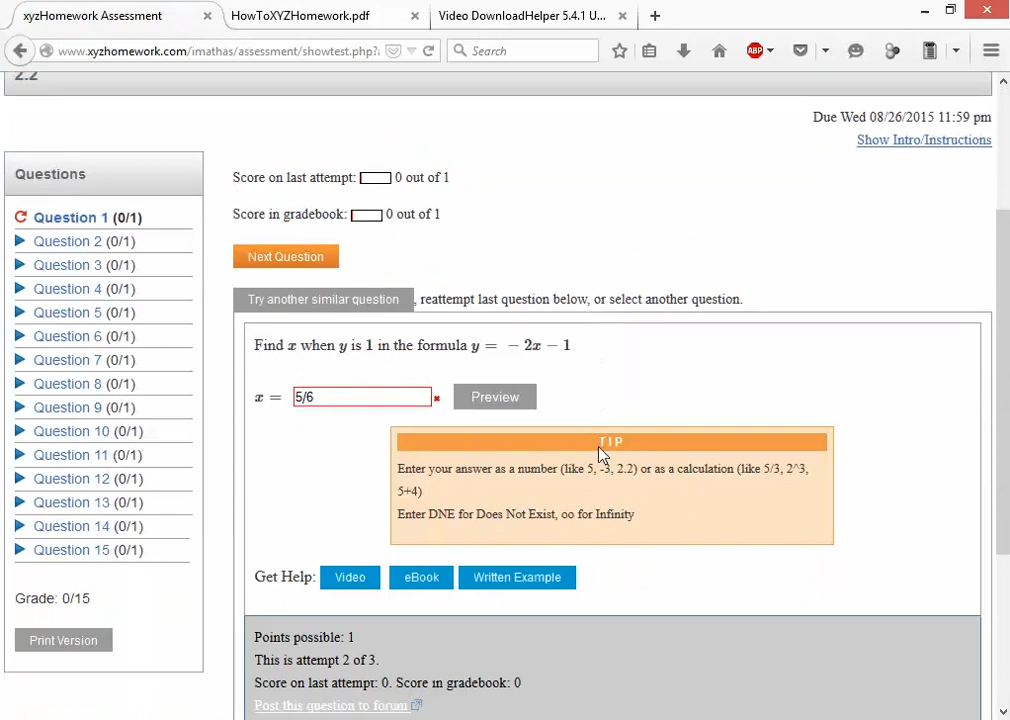 xyzHomework Assessment
HowToXYZHomework.pdf
Video DownloadHelper 5.4.1 U...
www.xyzhomework.com/imathas/assessment/showtest.php?
Search
ABP
2.2
Due Wed 08/26/2015 11:59 pm
Show Intro/Instructions
Questions
Question 1 (0/1)
Question 2 (0/1)
Question 3 (0/1)
Question 4 (0/1)
Question 5 (0/1)
Question 6 (0/1)
Question 7 (0/1)
Question 8 (0/1)
Question 9 (0/1)
Question 10 (0/1)
Question 11 (0/1)
Question 12 (0/1)
Question 13 (0/1)
Question 14 (0/1)
Question 15 (0/1)
Grade: 0/15
Print Version
Score on last attempt: 0 out of 1
Score in gradebook: 0 out of 1
Next Question
Try another similar question , reattempt last question below, or select another question.
Find x when y is 1 in the formula y = − 2x − 1
x = 5/6 Preview
TIP
Enter your answer as a number (like 5, -3, 2.2) or as a calculation (like 5/3, 2^3,
5+4)
Enter DNE for Does Not Exist, oo for Infinity
Get Help: Video eBook Written Example
Points possible: 1
This is attempt 2 of 3.
Score on last attempt: 0. Score in gradebook: 0
Post this question to forum